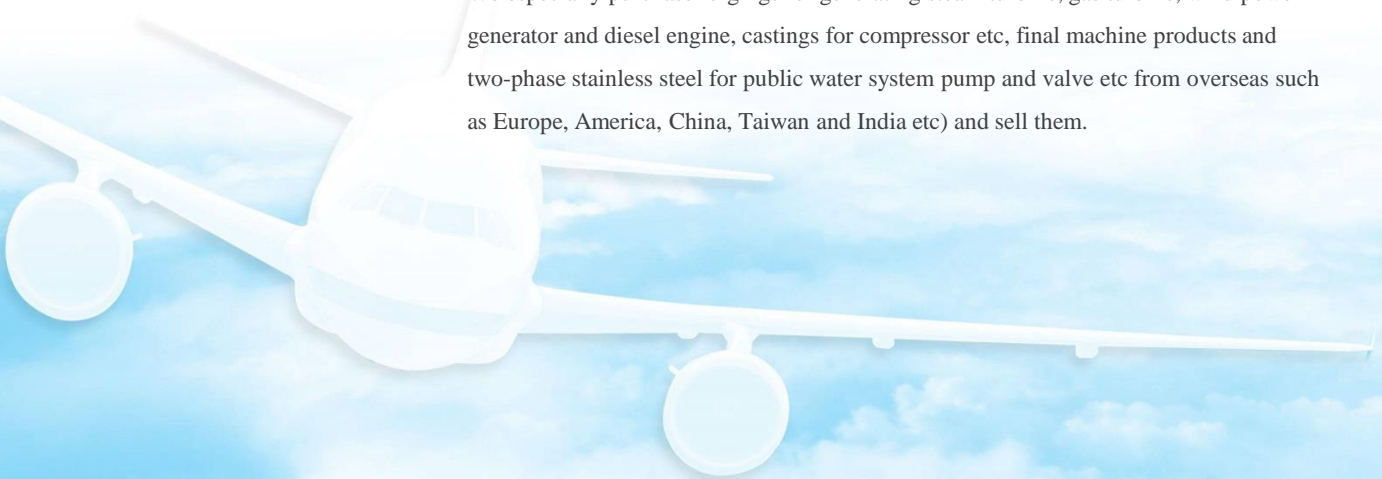 generator and diesel engine, castings for compressor etc, final machine products and
two-phase stainless steel for public water system pump and valve etc from overseas such
as Europe, America, China, Taiwan and India etc) and sell them.